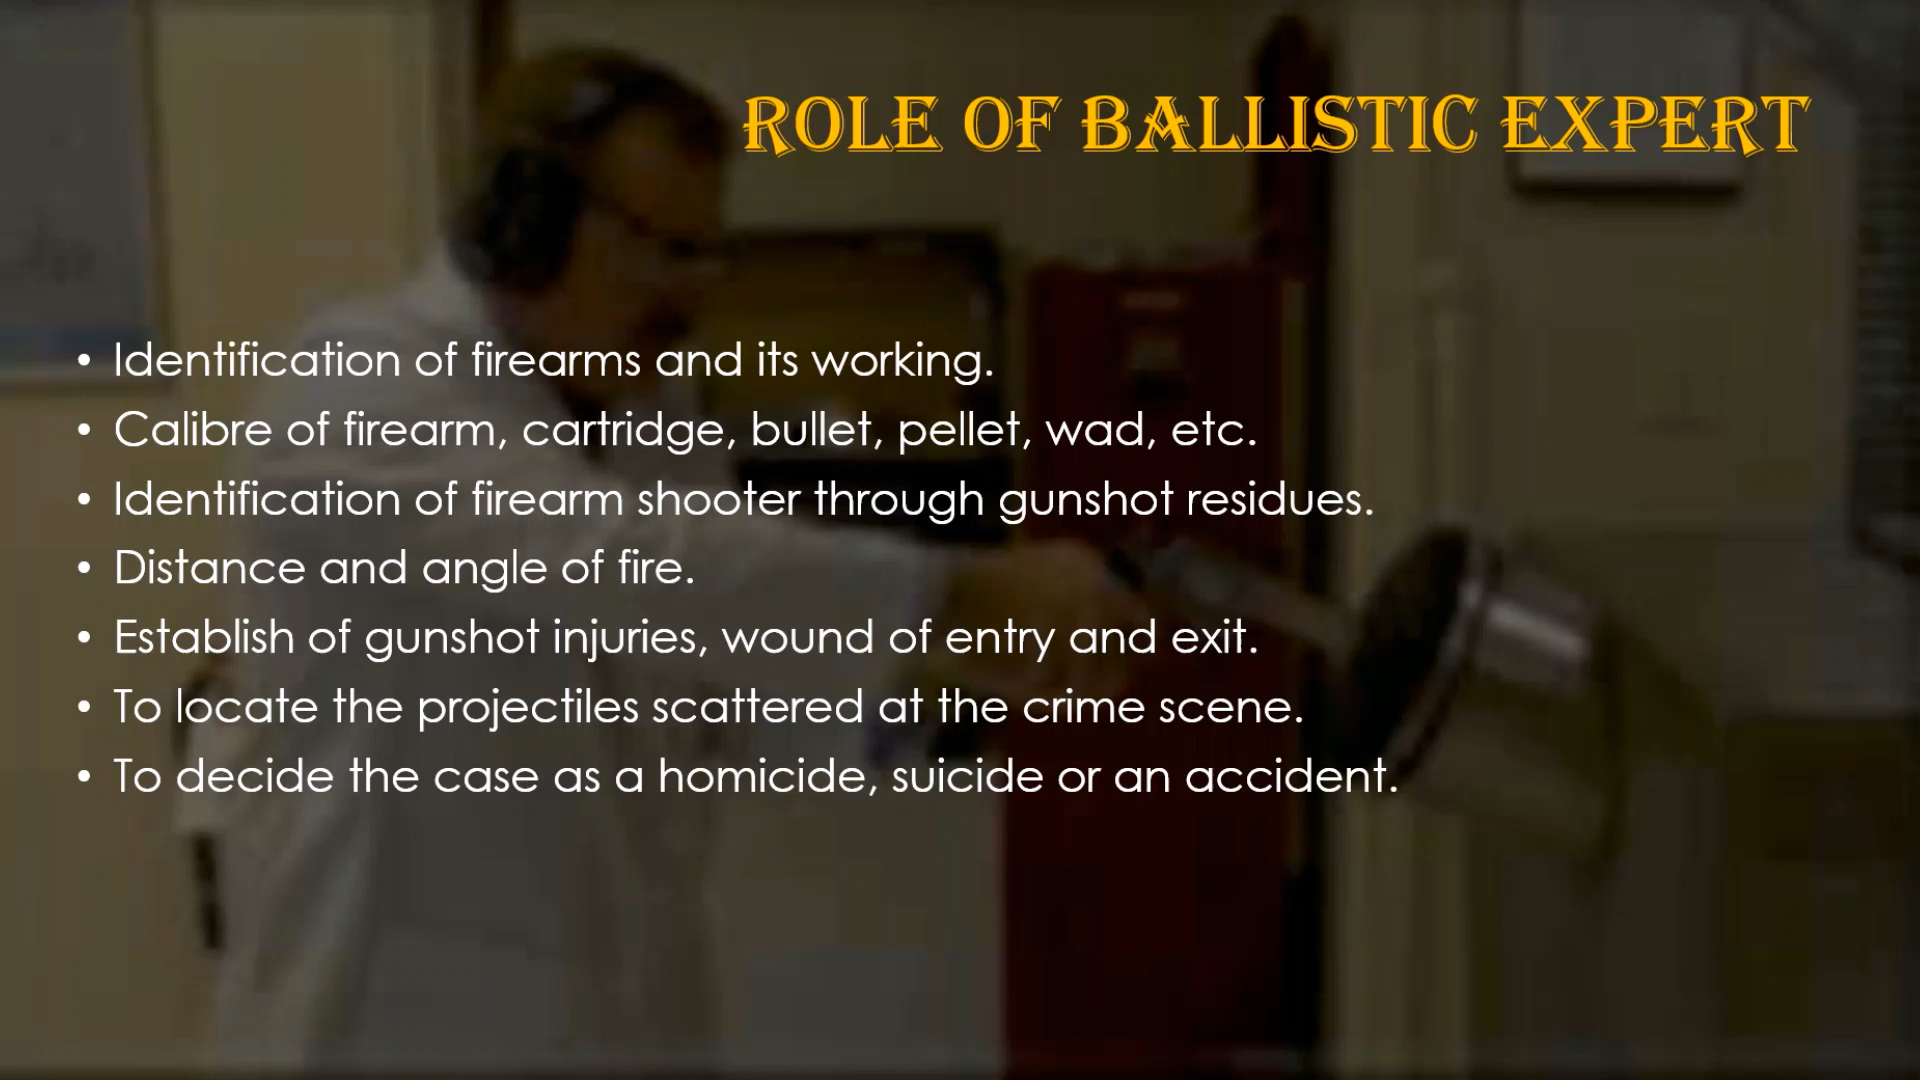 ROLE OF BALLISTIC EXPERT
• Identification of firearms and its working.
• Calibre of firearm, cartridge, bullet, pellet, wad, etc.
• Identification of firearm shooter through gunshot residues.
• Distance and angle of fire.
• Establish of gunshot injuries, wound of entry and exit.
• To locate the projectiles scattered at the crime scene.
• To decide the case as a homicide, suicide or an accident.